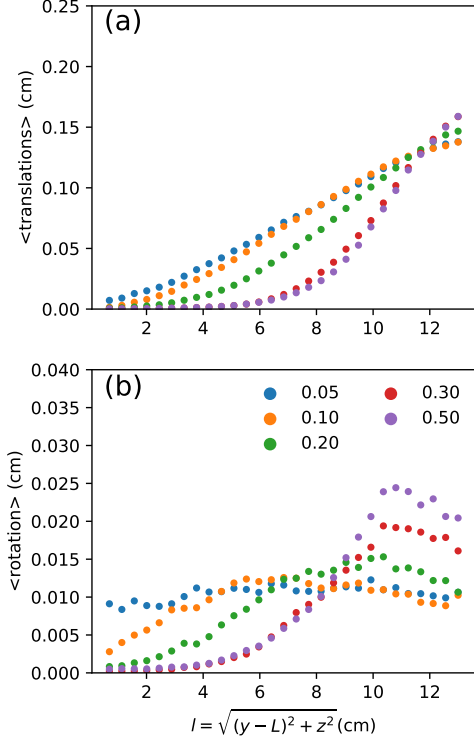 (a)
<translations> (cm)
0.25
0.20
0.15
0.10
0.05
0.00
2 4 6 8 10 12
(b)
<rotation> (cm)
0.040
0.035
0.030
0.025
0.020
0.015
0.010
0.005
0.000
0.05 0.30
0.10 0.50
0.20
2 4 6 8 10 12
l = √(y − L)² + z² (cm)